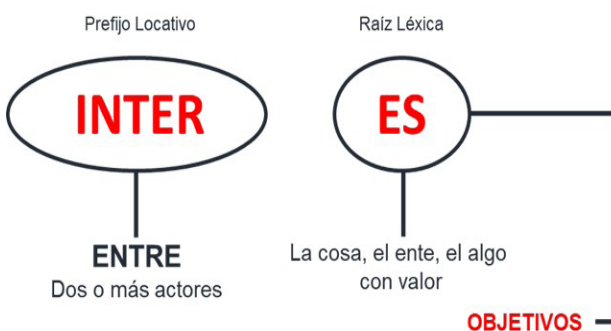 Prefijo Locativo
Raíz Léxica
INTER
ES
ENTRE
Dos o más actores
La cosa, el ente, el algo
con valor
OBJETIVOS